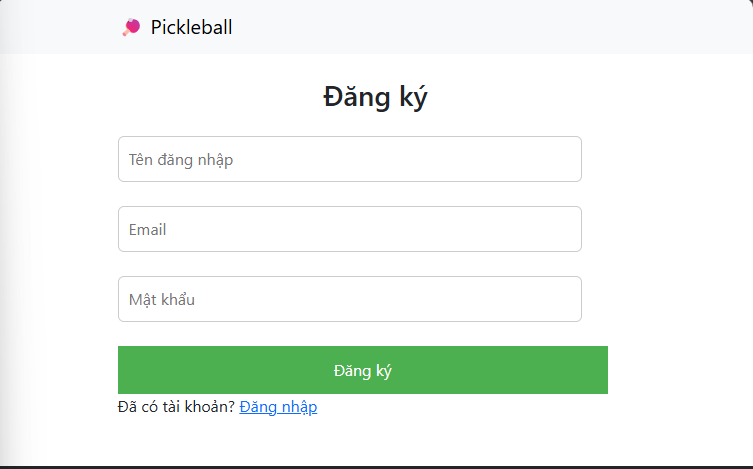 Pickleball
Đăng ký
Tên đăng nhập
Email
Mật khẩu
Đăng ký
Đã có tài khoản? Đăng nhập